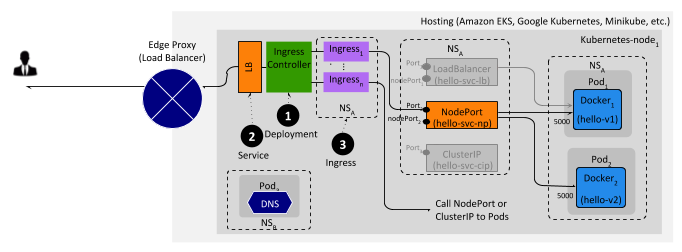 Hosting (Amazon EKS, Google Kubernetes, Minikube, etc.)
Kubernetes-node1
Edge Proxy
(Load Balancer)
LB
Ingress
Controller
Ingress1
Ingressn
NSA
1
Deployment
2
Service
3
Ingress
NSA
Port
nodePort
LoadBalancer
(hello-svc-lb)
Port
nodePort
NodePort
(hello-svc-np)
Port
ClusterIP
(hello-svc-cip)
NSA
Pod1
Docker1
(hello-v1)
5000
Pod2
Docker2
(hello-v2)
5000
DNS
NSB
Call NodePort or
ClusterIP to Pods